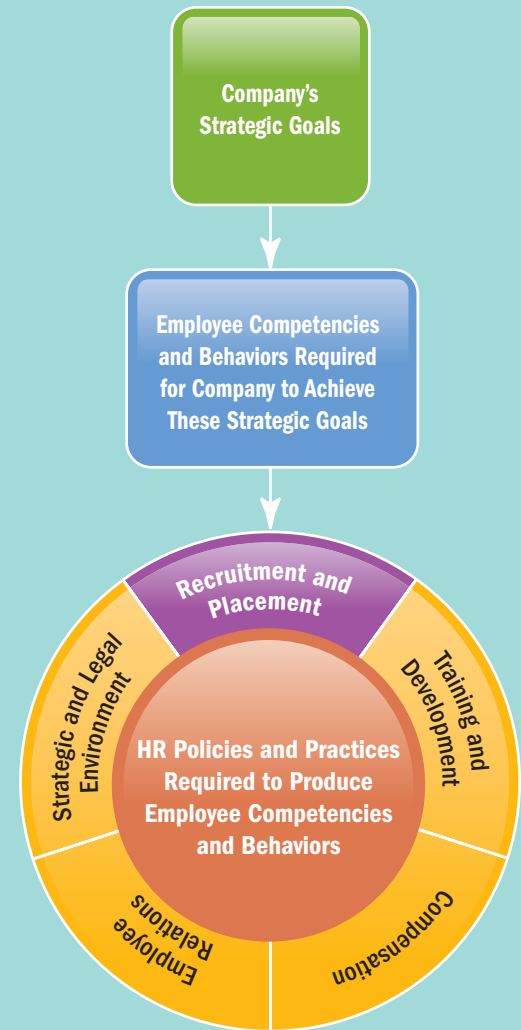 Company's
Strategic Goals
Employee Competencies
and Behaviors Required
for Company to Achieve
These Strategic Goals
Recruitment and
Placement
Training and
Development
Compensation
Employee
Relations
Strategic and Legal
Environment
HR Policies and Practices
Required to Produce
Employee Competencies
and Behaviors